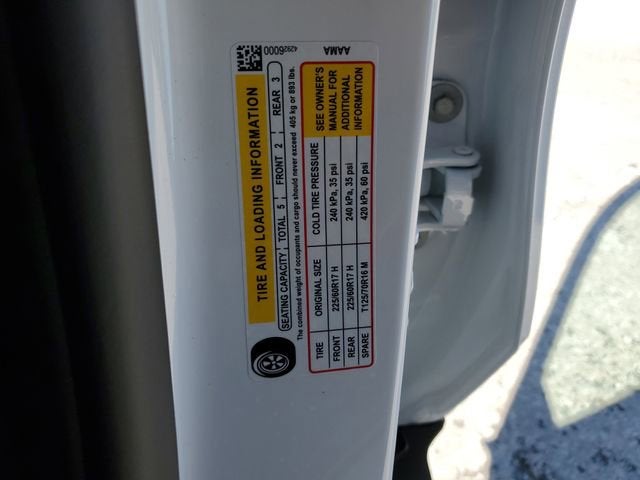 42926000 AAMA
TIRE AND LOADING INFORMATION
SEATING CAPACITY TOTAL 5 FRONT 2 REAR 3
The combined weight of occupants and cargo should never exceed 405 kg or 893 lbs.
TIRE ORIGINAL SIZE COLD TIRE PRESSURE
FRONT 225/60R17 H 240 kPa, 35 psi
REAR 225/60R17 H 240 kPa, 35 psi
SPARE T125/70R16 M 420 kPa, 60 psi
SEE OWNER'S
MANUAL FOR
ADDITIONAL
INFORMATION